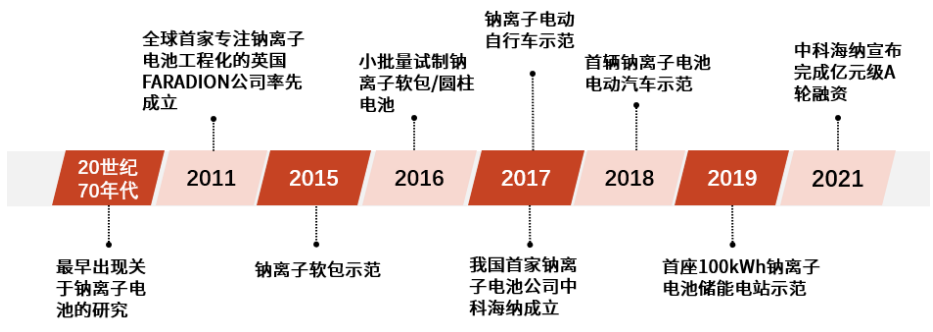 钠离子电动
自行车示范
全球首家专注钠离子
电池工程化的英国
FARADION公司率先
成立
小批量试制钠
离子软包/圆柱
电池
首辆钠离子电池
电动汽车示范
中科海纳宣布
完成亿元级A
轮融资
20世纪
70年代
2011
2015
2016
2017
2018
2019
2021
最早出现关
于钠离子电
池的研究
钠离子软包示范
我国首家钠离
子电池公司中
科海纳成立
首座100kWh钠离子
电池储能电站示范